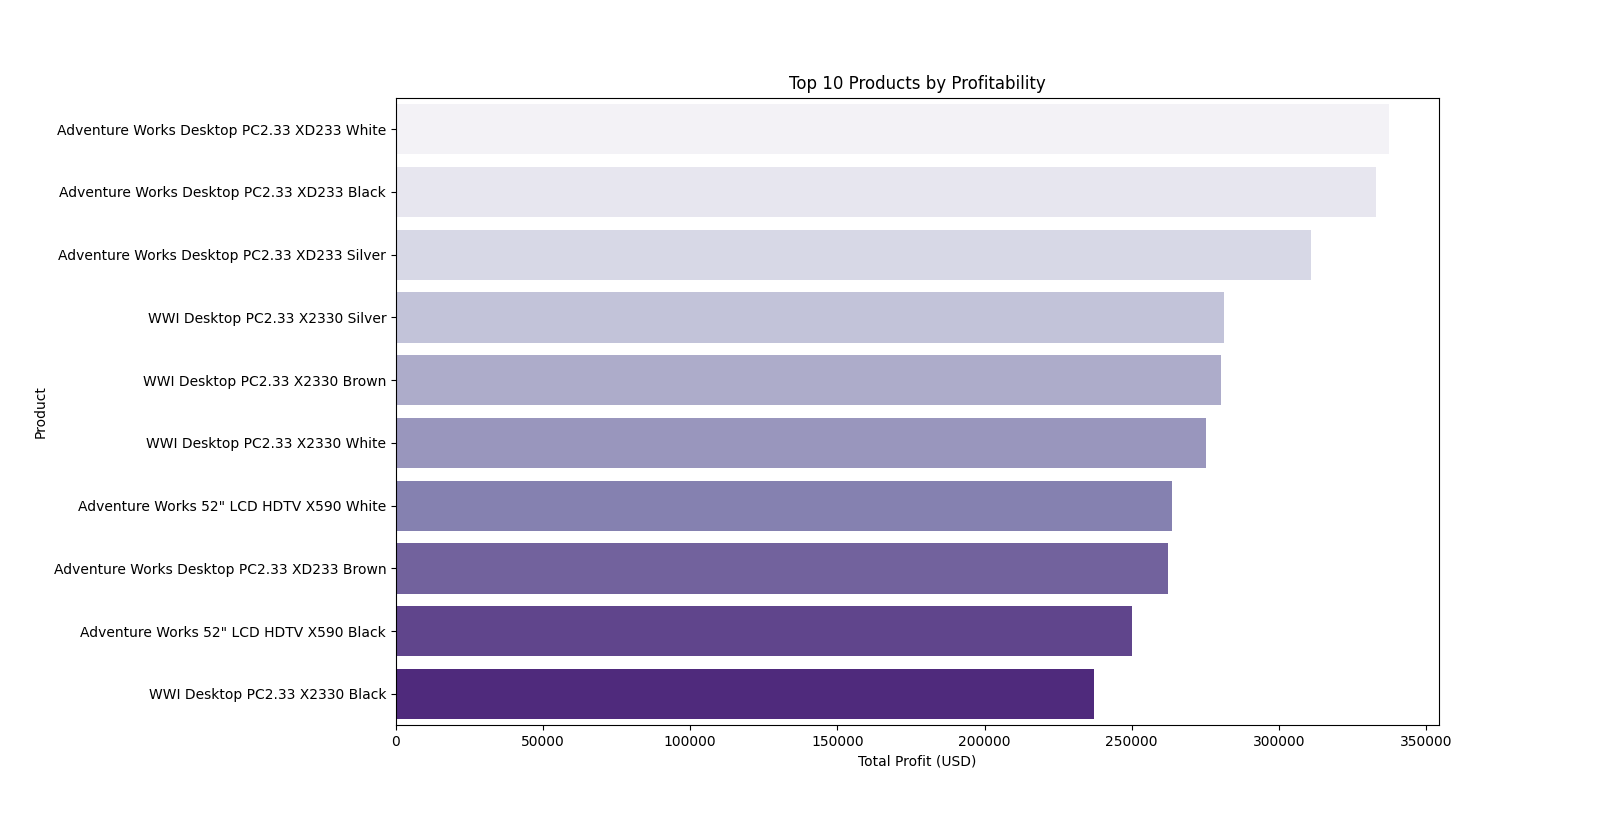 Top 10 Products by Profitability
Adventure Works Desktop PC2.33 XD233 White
Adventure Works Desktop PC2.33 XD233 Black
Adventure Works Desktop PC2.33 XD233 Silver
WWI Desktop PC2.33 X2330 Silver
WWI Desktop PC2.33 X2330 Brown
WWI Desktop PC2.33 X2330 White
Adventure Works 52" LCD HDTV X590 White
Adventure Works Desktop PC2.33 XD233 Brown
Adventure Works 52" LCD HDTV X590 Black
WWI Desktop PC2.33 X2330 Black
Product
0 50000 100000 150000 200000 250000 300000 350000
Total Profit (USD)